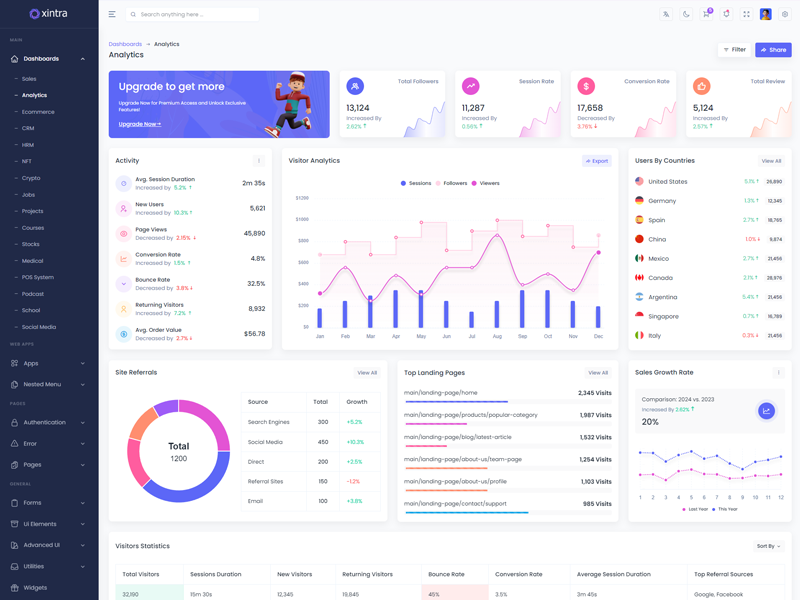 xintra
Search anything here ...
5
MAIN
Dashboards
Sales
Analytics
Ecommerce
CRM
HRM
NFT
Crypto
Jobs
Projects
Courses
Stocks
Medical
POS System
Podcast
School
Social Media
WEB APPS
Apps
Nested Menu
PAGES
Authentication
Error
Pages
GENERAL
Forms
UI Elements
Advanced UI
Utilities
Widgets
Dashboards → Analytics
Analytics
Filter
Share
Upgrade to get more
Upgrade Now for Premium Access and Unlock Exclusive
Features!
Upgrade Now→
Total Followers
13,124
Increased By
2.62% ↑
Session Rate
11,287
Increased By
0.56% ↑
Conversion Rate
17,658
Decreased By
3.76% ↓
Total Review
5,124
Increased By
2.57% ↑
Activity
Avg. Session Duration
Increased by 5.2% ↑
2m 35s
New Users
Increased by 10.3% ↑
5,621
Page Views
Decreased by 2.15% ↓
45,890
Conversion Rate
Increased by 1.5% ↑
4.8%
Bounce Rate
Decreased by 3.8% ↓
32.5%
Returning Visitors
Increased by 7.2% ↑
8,932
Avg. Order Value
Decreased by 2.7% ↓
$56.78
Visitor Analytics
Export
Sessions Followers Viewers
$1200
$1000
$800
$600
$400
$200
$0
Jan Feb Mar Apr May Jun Jul Aug Sep Oct Nov Dec
Users By Countries
View All
United States 5.1% ↑ 26,890
Germany 1.3% ↑ 12,345
Spain 2.7% ↑ 18,765
China 1.0% ↓ 9,874
Mexico 2.7% ↑ 21,456
Canada 2.1% ↑ 28,976
Argentina 5.4% ↑ 21,456
Singapore 0.7% ↑ 16,789
Italy 0.3% ↓ 21,456
Site Referrals
View All
Total
1200
Source Total Growth
Search Engines 300 +5.2%
Social Media 450 +10.3%
Direct 200 +2.5%
Referral Sites 150 -1.2%
Email 100 +3.8%
Top Landing Pages
View All
main/landing-page/home 2,345 Visits
main/landing-page/products/popular-category 1,987 Visits
main/landing-page/blog/latest-article 1,532 Visits
main/landing-page/about-us/team-page 1,254 Visits
main/landing-page/about-us/profile 1,103 Visits
main/landing-page/contact/support 985 Visits
Sales Growth Rate
Comparison: 2024 vs. 2023
Increased By 2.62% ↑
20%
1 2 3 4 5 6 7 8 9 10 11 12
Last Year This Year
Visitors Statistics
Sort By
Total Visitors Sessions Duration New Visitors Returning Visitors Bounce Rate Conversion Rate Average Session Duration Top Referral Sources
32,190 15m 30s 12,345 19,845 45% 3.5% 3m 45s Google, Facebook